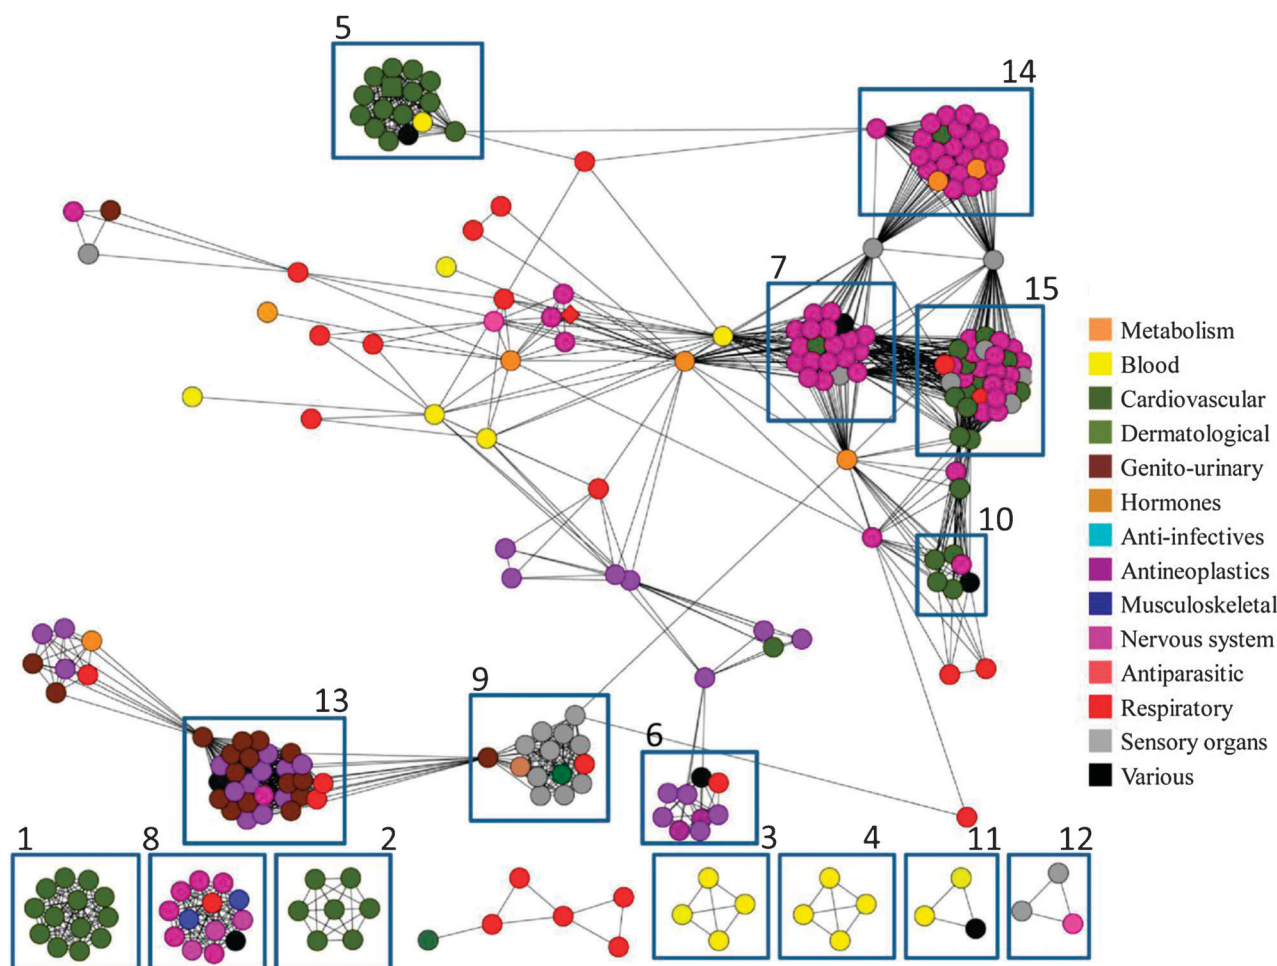 5
14
7
15
Metabolism
Blood
Cardiovascular
Dermatological
Genito-urinary
Hormones
10
Anti-infectives
Antineoplastics
Musculoskeletal
Nervous system
Antiparasitic
9
13
Respiratory
6
Sensory organs
Various
1
8
2
3
4
11
12